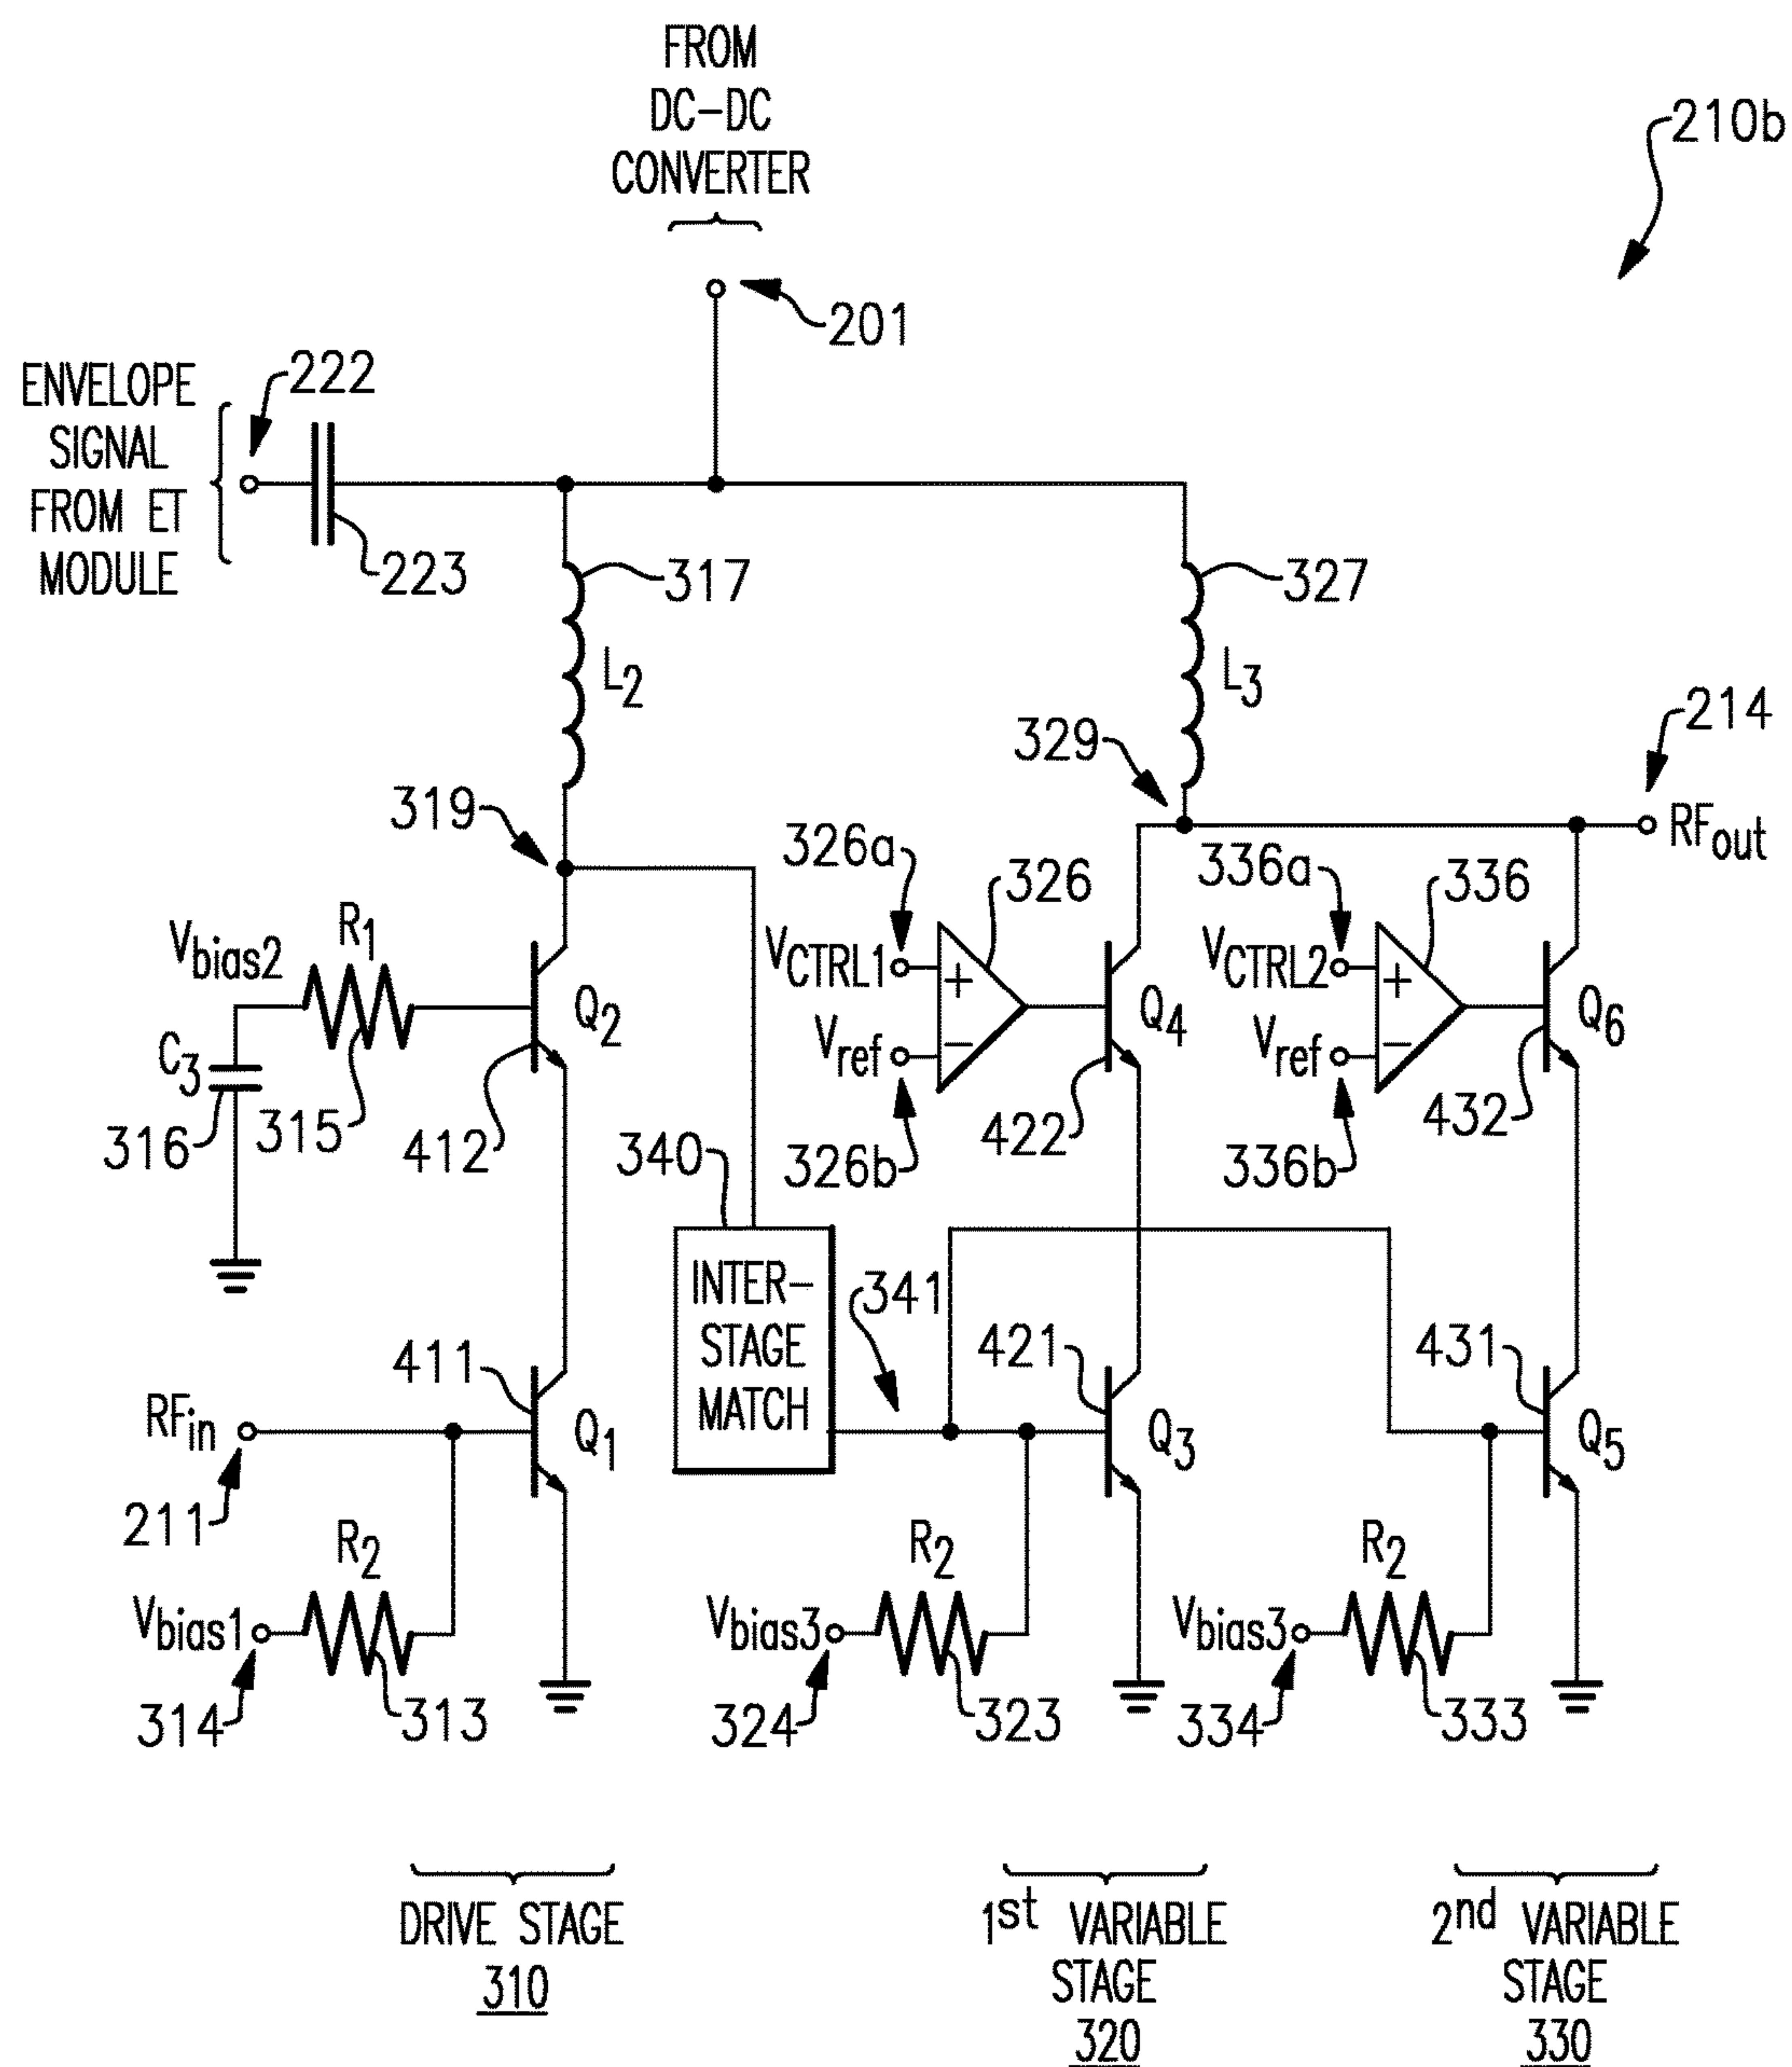 FROM
DC-DC
CONVERTER
210b
201
ENVELOPE
SIGNAL
FROM ET
MODULE
222
223
317
327
L2
L3
329
214
319
RFout
326a
326
336a
336
Vbias2
R1
VCTRL1
+
Q4
VCTRL2
+
Q6
Q2
C3
Vref
−
Vref
−
316
315
412
340
326b
422
336b
432
INTER-
STAGE
MATCH
341
411
421
431
RFin
Q1
Q3
Q5
211
R2
R2
R2
Vbias1
Vbias3
Vbias3
314
313
324
323
334
333
DRIVE STAGE
310
1st VARIABLE
STAGE
320
2nd VARIABLE
STAGE
330